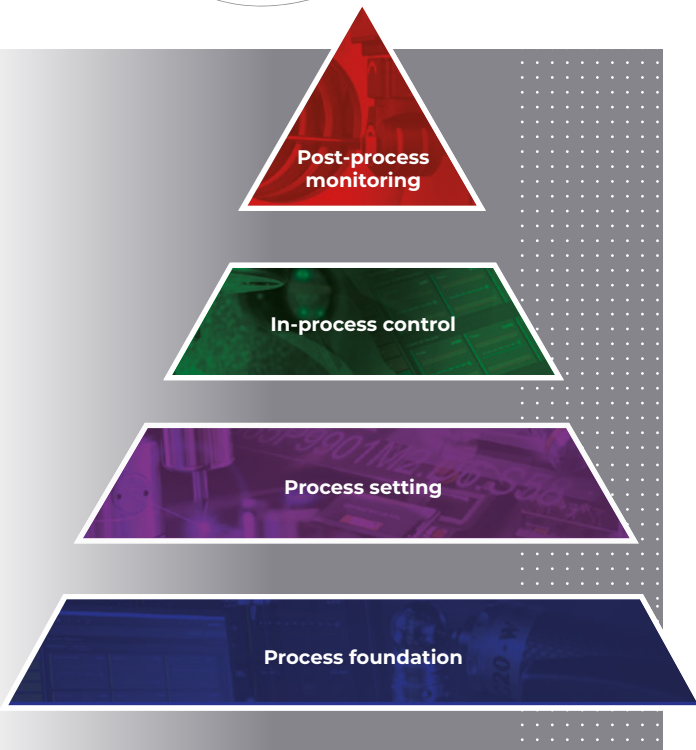 Post-process
monitoring
In-process control
Process setting
Process foundation